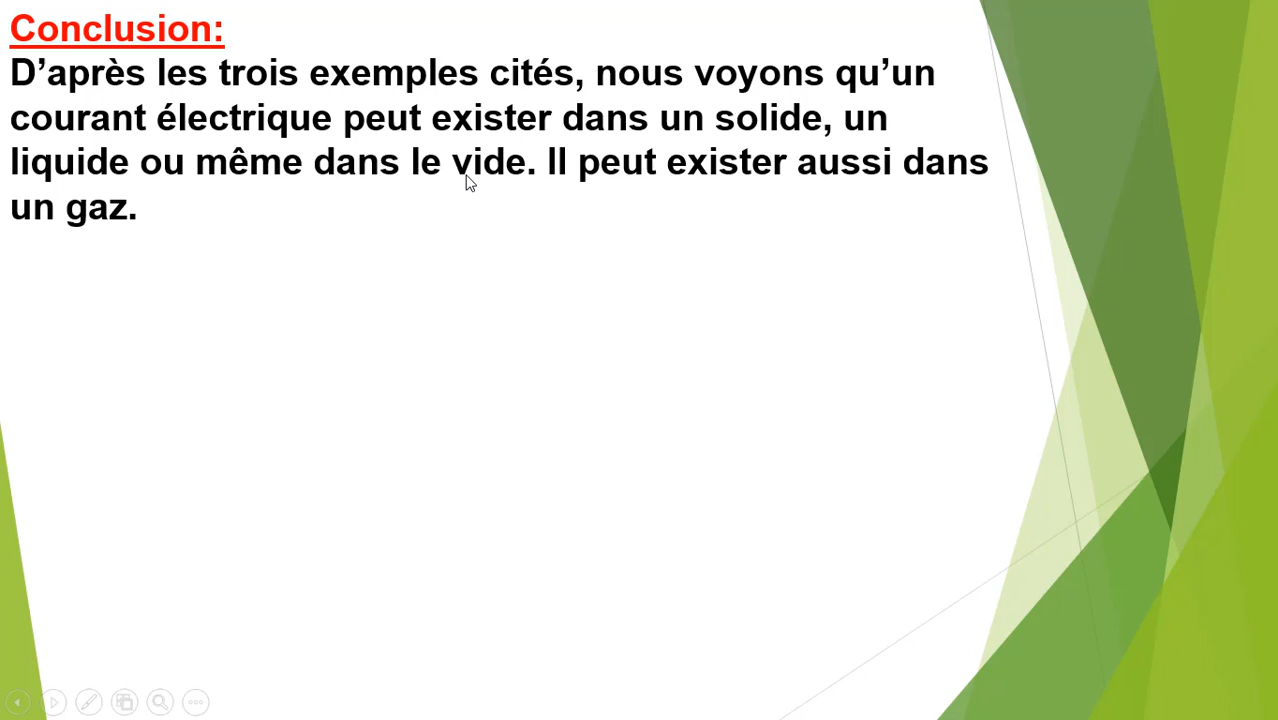 Conclusion:
D’après les trois exemples cités, nous voyons qu’un
courant électrique peut exister dans un solide, un
liquide ou même dans le vide. Il peut exister aussi dans
un gaz.